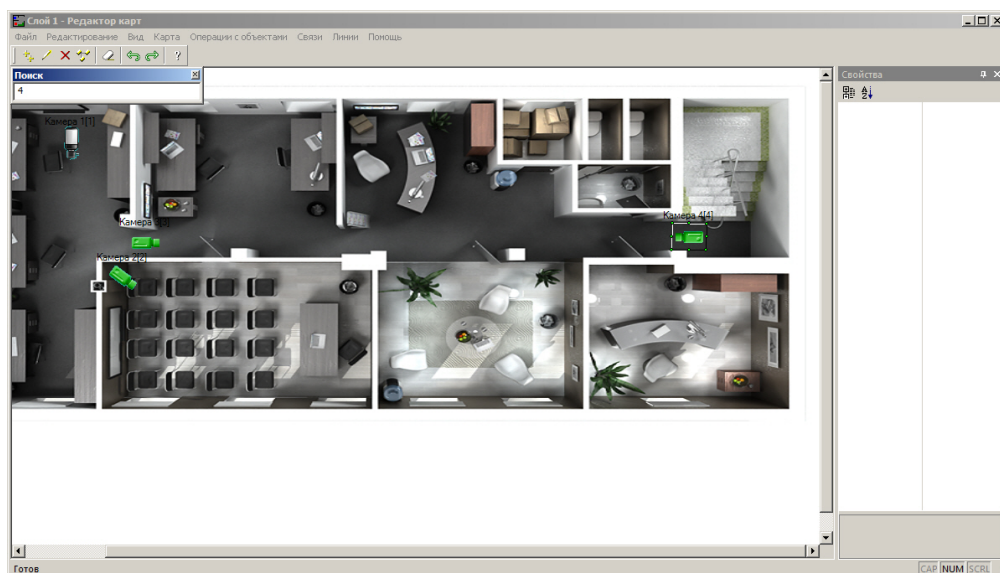 Слой 1 - Редактор карт
Файл Редактирование Вид Карта Операции с объектами Связи Линии Помощь
Поиск
4
Свойства
Камера 1[1]
Камера 3[3]
Камера 4[4]
Камера 2[2]
Готов
CAP NUM SCRL